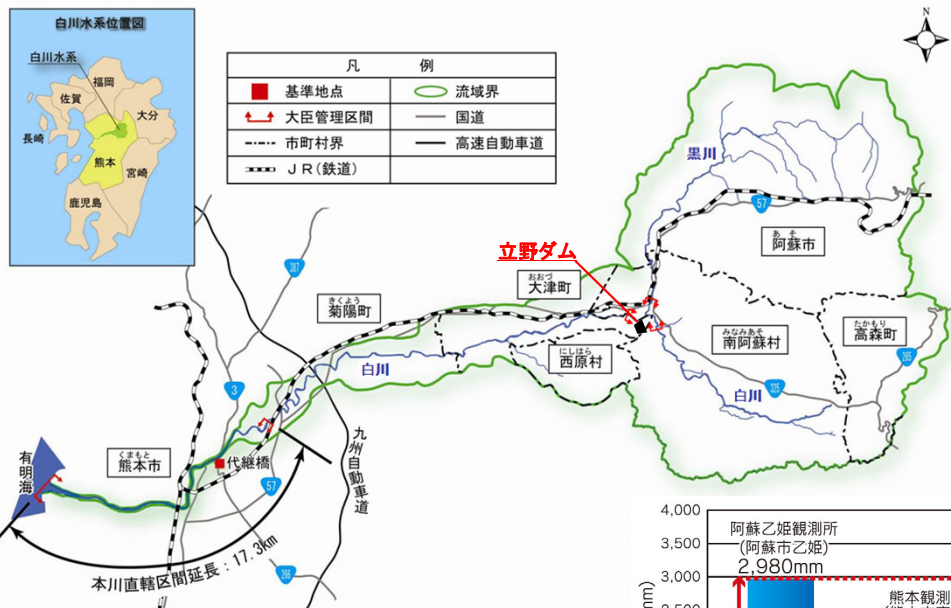 白川水系位置図
白川水系
福岡
佐賀
大分
長崎
熊本
宮崎
鹿児島
凡 例
基準地点
流域界
大臣管理区間
国道
市町村界
高速自動車道
JR(鉄道)
N
黒川
57
あそ
阿蘇市
立野ダム
おおづ
大津町
387
きくよう
菊陽町
みなみあそ
南阿蘇村
たかもり
高森町
にしはら
西原村
265
白川
325
白川
3
九州自動車道
くまもと
熊本市
代継橋
有明海
57
本川直轄区間延長:17.3km
266
4,000
阿蘇乙姫観測所
3,500
(阿蘇市乙姫)
2,980mm
3,000
熊本観測